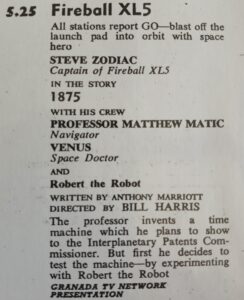 5.25 Fireball XL5
All stations report GO—blast off the
launch pad into orbit with space
hero
STEVE ZODIAC
Captain of Fireball XL5
IN THE STORY
1875
WITH HIS CREW
PROFESSOR MATTHEW MATIC
Navigator
VENUS
Space Doctor
AND
Robert the Robot
WRITTEN BY ANTHONY MARRIOTT
DIRECTED BY BILL HARRIS
The professor invents a time
machine which he plans to show
to the Interplanetary Patents Com-
missioner. But first he decides to
test the machine—by experimenting
with Robert the Robot
GRANADA TV NETWORK
PRESENTATION